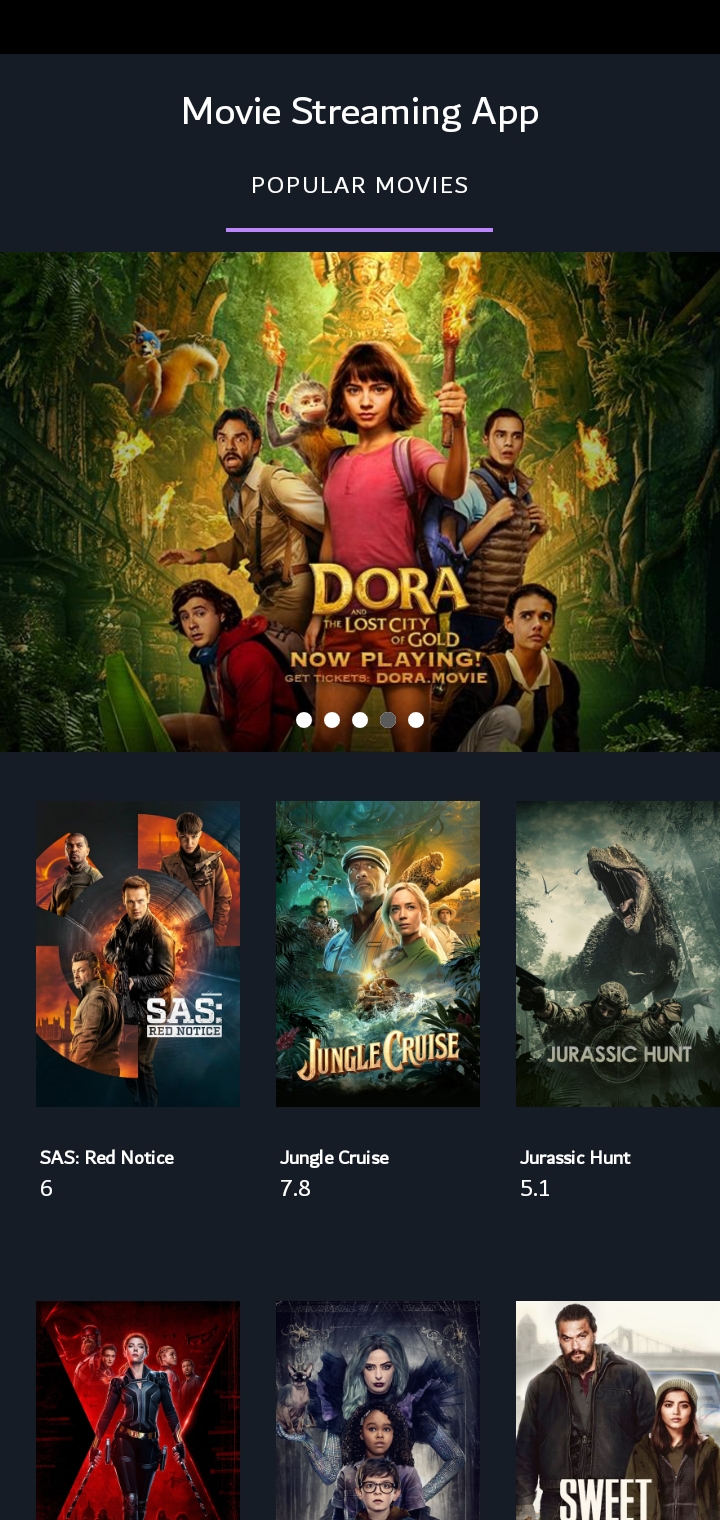 Movie Streaming App
POPULAR MOVIES
DORA
AND
THE LOST CITY
OF GOLD
NOW PLAYING!
GET TICKETS: DORA.MOVIE
SAS:
RED NOTICE
JUNGLE CRUISE
JURASSIC HUNT
SAS: Red Notice
Jungle Cruise
Jurassic Hunt
6
7.8
5.1
SWEET